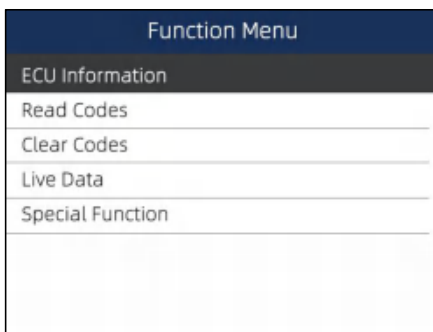 Function Menu
ECU Information
Read Codes
Clear Codes
Live Data
Special Function